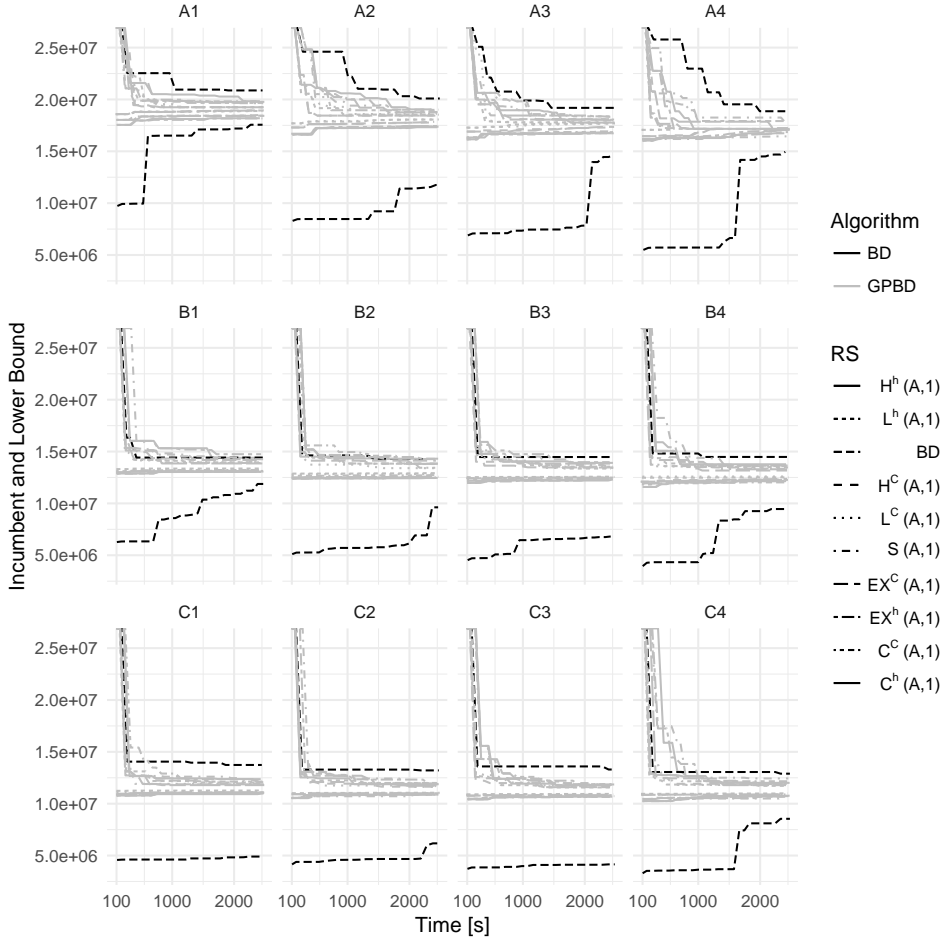 A1 A2 A3 A4
2.5e+07
2.0e+07
1.5e+07
1.0e+07
5.0e+06
B1 B2 B3 B4
2.5e+07
2.0e+07
1.5e+07
1.0e+07
5.0e+06
C1 C2 C3 C4
2.5e+07
2.0e+07
1.5e+07
1.0e+07
5.0e+06
100 1000 2000 100 1000 2000 100 1000 2000 100 1000 2000
Time [s]
Incumbent and Lower Bound
Algorithm
BD
GPBD
RS
H^h (A,1)
L^h (A,1)
BD
H^C (A,1)
L^C (A,1)
S (A,1)
EX^C (A,1)
EX^h (A,1)
C^C (A,1)
C^h (A,1)